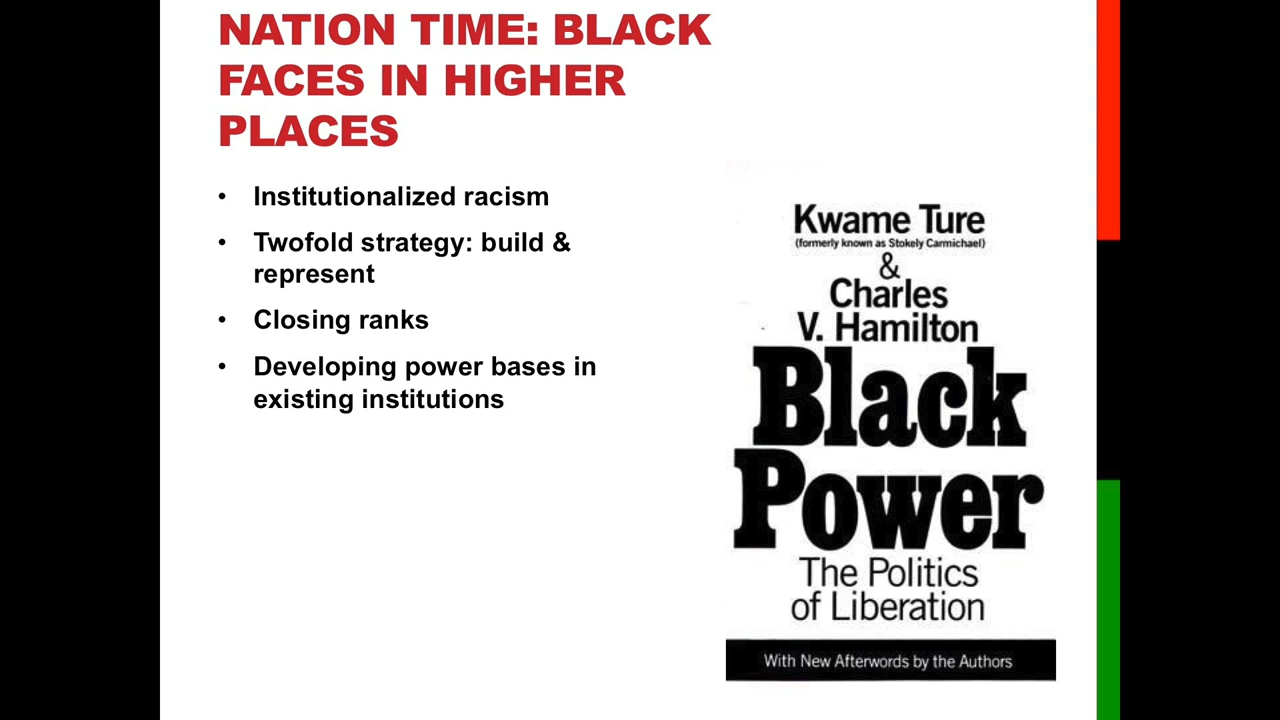 NATION TIME: BLACK
FACES IN HIGHER
PLACES
• Institutionalized racism
• Twofold strategy: build &
represent
• Closing ranks
• Developing power bases in
existing institutions
Kwame Ture
(formerly known as Stokely Carmichael)
&
Charles
V. Hamilton
Black
Power
The Politics
of Liberation
With New Afterwords by the Authors